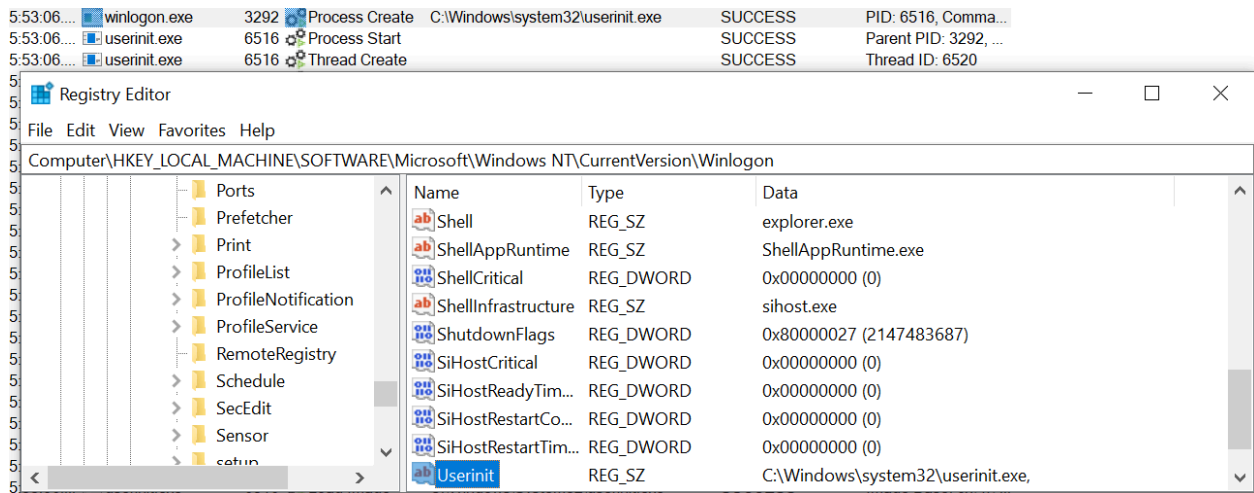 5:53:06.... winlogon.exe 3292 Process Create C:\Windows\system32\userinit.exe SUCCESS PID: 6516, Comma...
5:53:06.... userinit.exe 6516 Process Start SUCCESS Parent PID: 3292, ...
5:53:06.... userinit.exe 6516 Thread Create SUCCESS Thread ID: 6520
Registry Editor
File Edit View Favorites Help
Computer\HKEY_LOCAL_MACHINE\SOFTWARE\Microsoft\Windows NT\CurrentVersion\Winlogon
Ports
Prefetcher
Print
ProfileList
ProfileNotification
ProfileService
RemoteRegistry
Schedule
SecEdit
Sensor
setup
Name Type Data
Shell REG_SZ explorer.exe
ShellAppRuntime REG_SZ ShellAppRuntime.exe
ShellCritical REG_DWORD 0x00000000 (0)
ShellInfrastructure REG_SZ sihost.exe
ShutdownFlags REG_DWORD 0x80000027 (2147483687)
SiHostCritical REG_DWORD 0x00000000 (0)
SiHostReadyTim... REG_DWORD 0x00000000 (0)
SiHostRestartCo... REG_DWORD 0x00000000 (0)
SiHostRestartTim... REG_DWORD 0x00000000 (0)
Userinit REG_SZ C:\Windows\system32\userinit.exe,